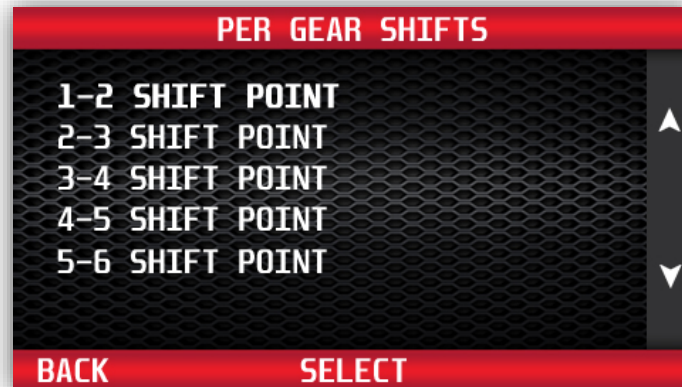 PER GEAR SHIFTS
1-2 SHIFT POINT
2-3 SHIFT POINT
3-4 SHIFT POINT
4-5 SHIFT POINT
5-6 SHIFT POINT
BACK SELECT